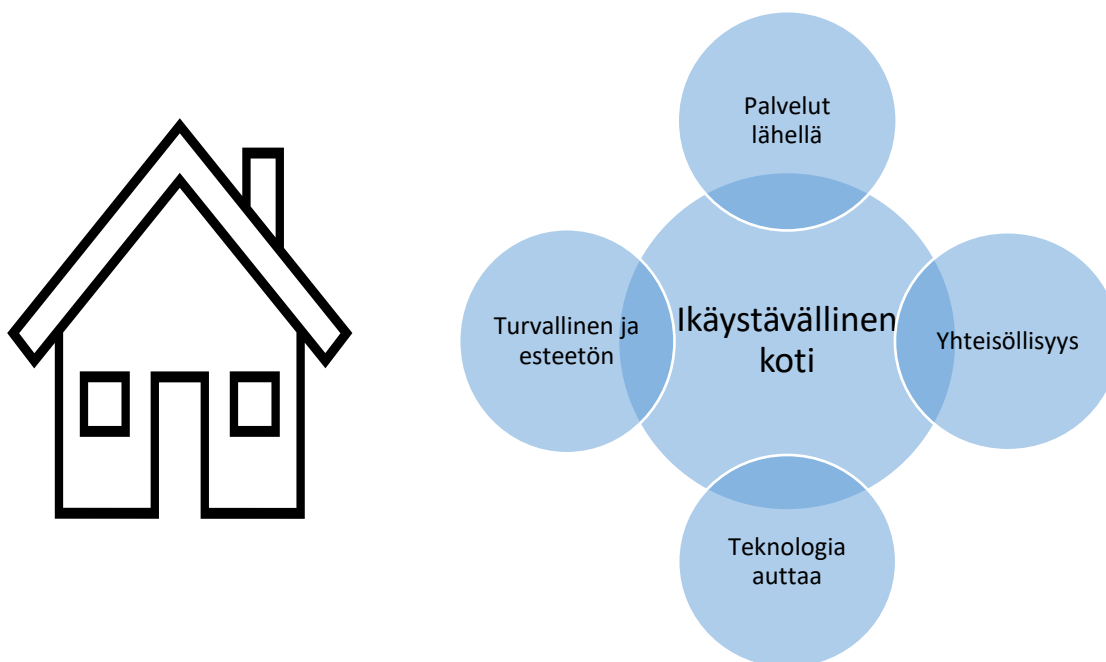 Palvelut
lähellä
Turvallinen ja
esteetön
Ikäystävällinen
koti
Yhteisöllisyys
Teknologia
auttaa